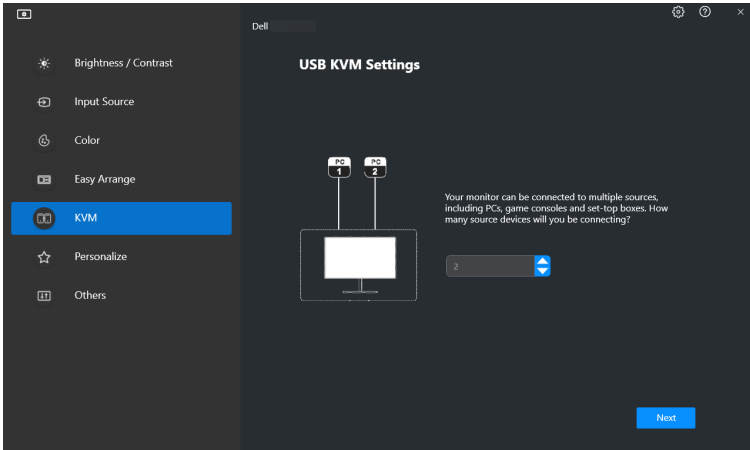 Dell
Brightness / Contrast
Input Source
Color
Easy Arrange
KVM
Personalize
Others
USB KVM Settings
PC
1
PC
2
Your monitor can be connected to multiple sources,
including PCs, game consoles and set-top boxes. How
many source devices will you be connecting?
2
Next